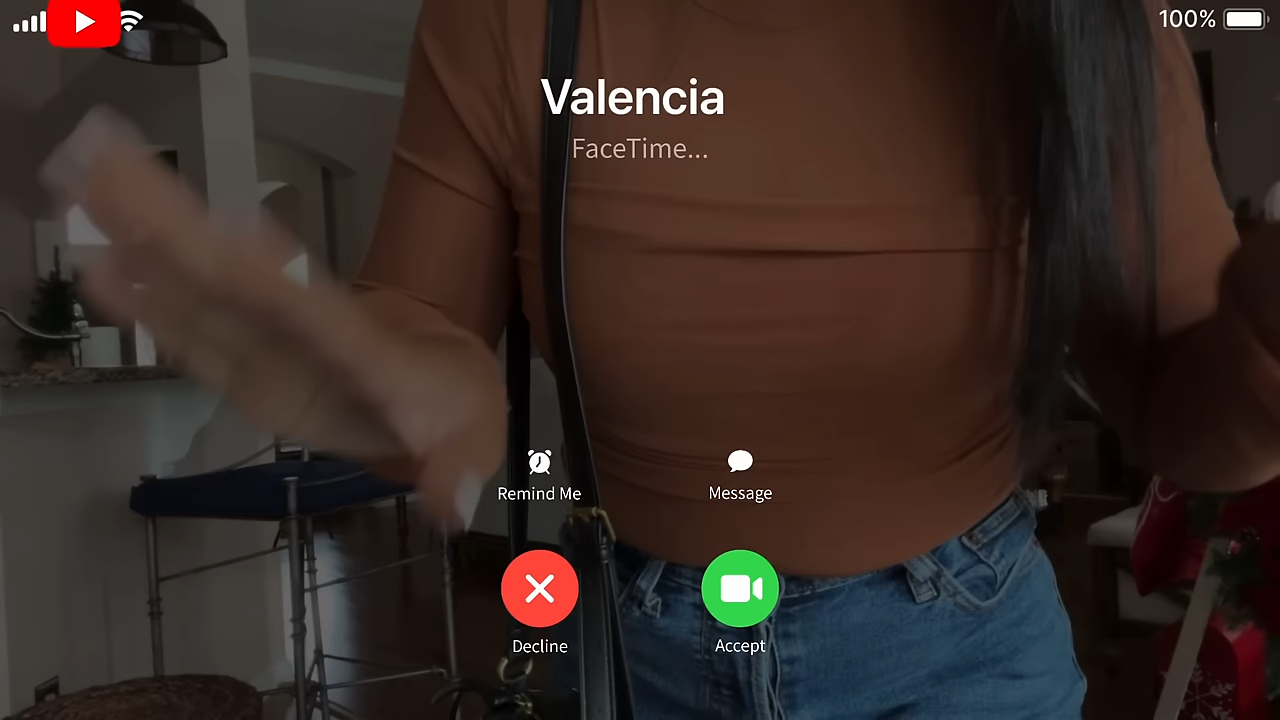 100%
Valencia
FaceTime...
Remind Me
Message
Decline
Accept